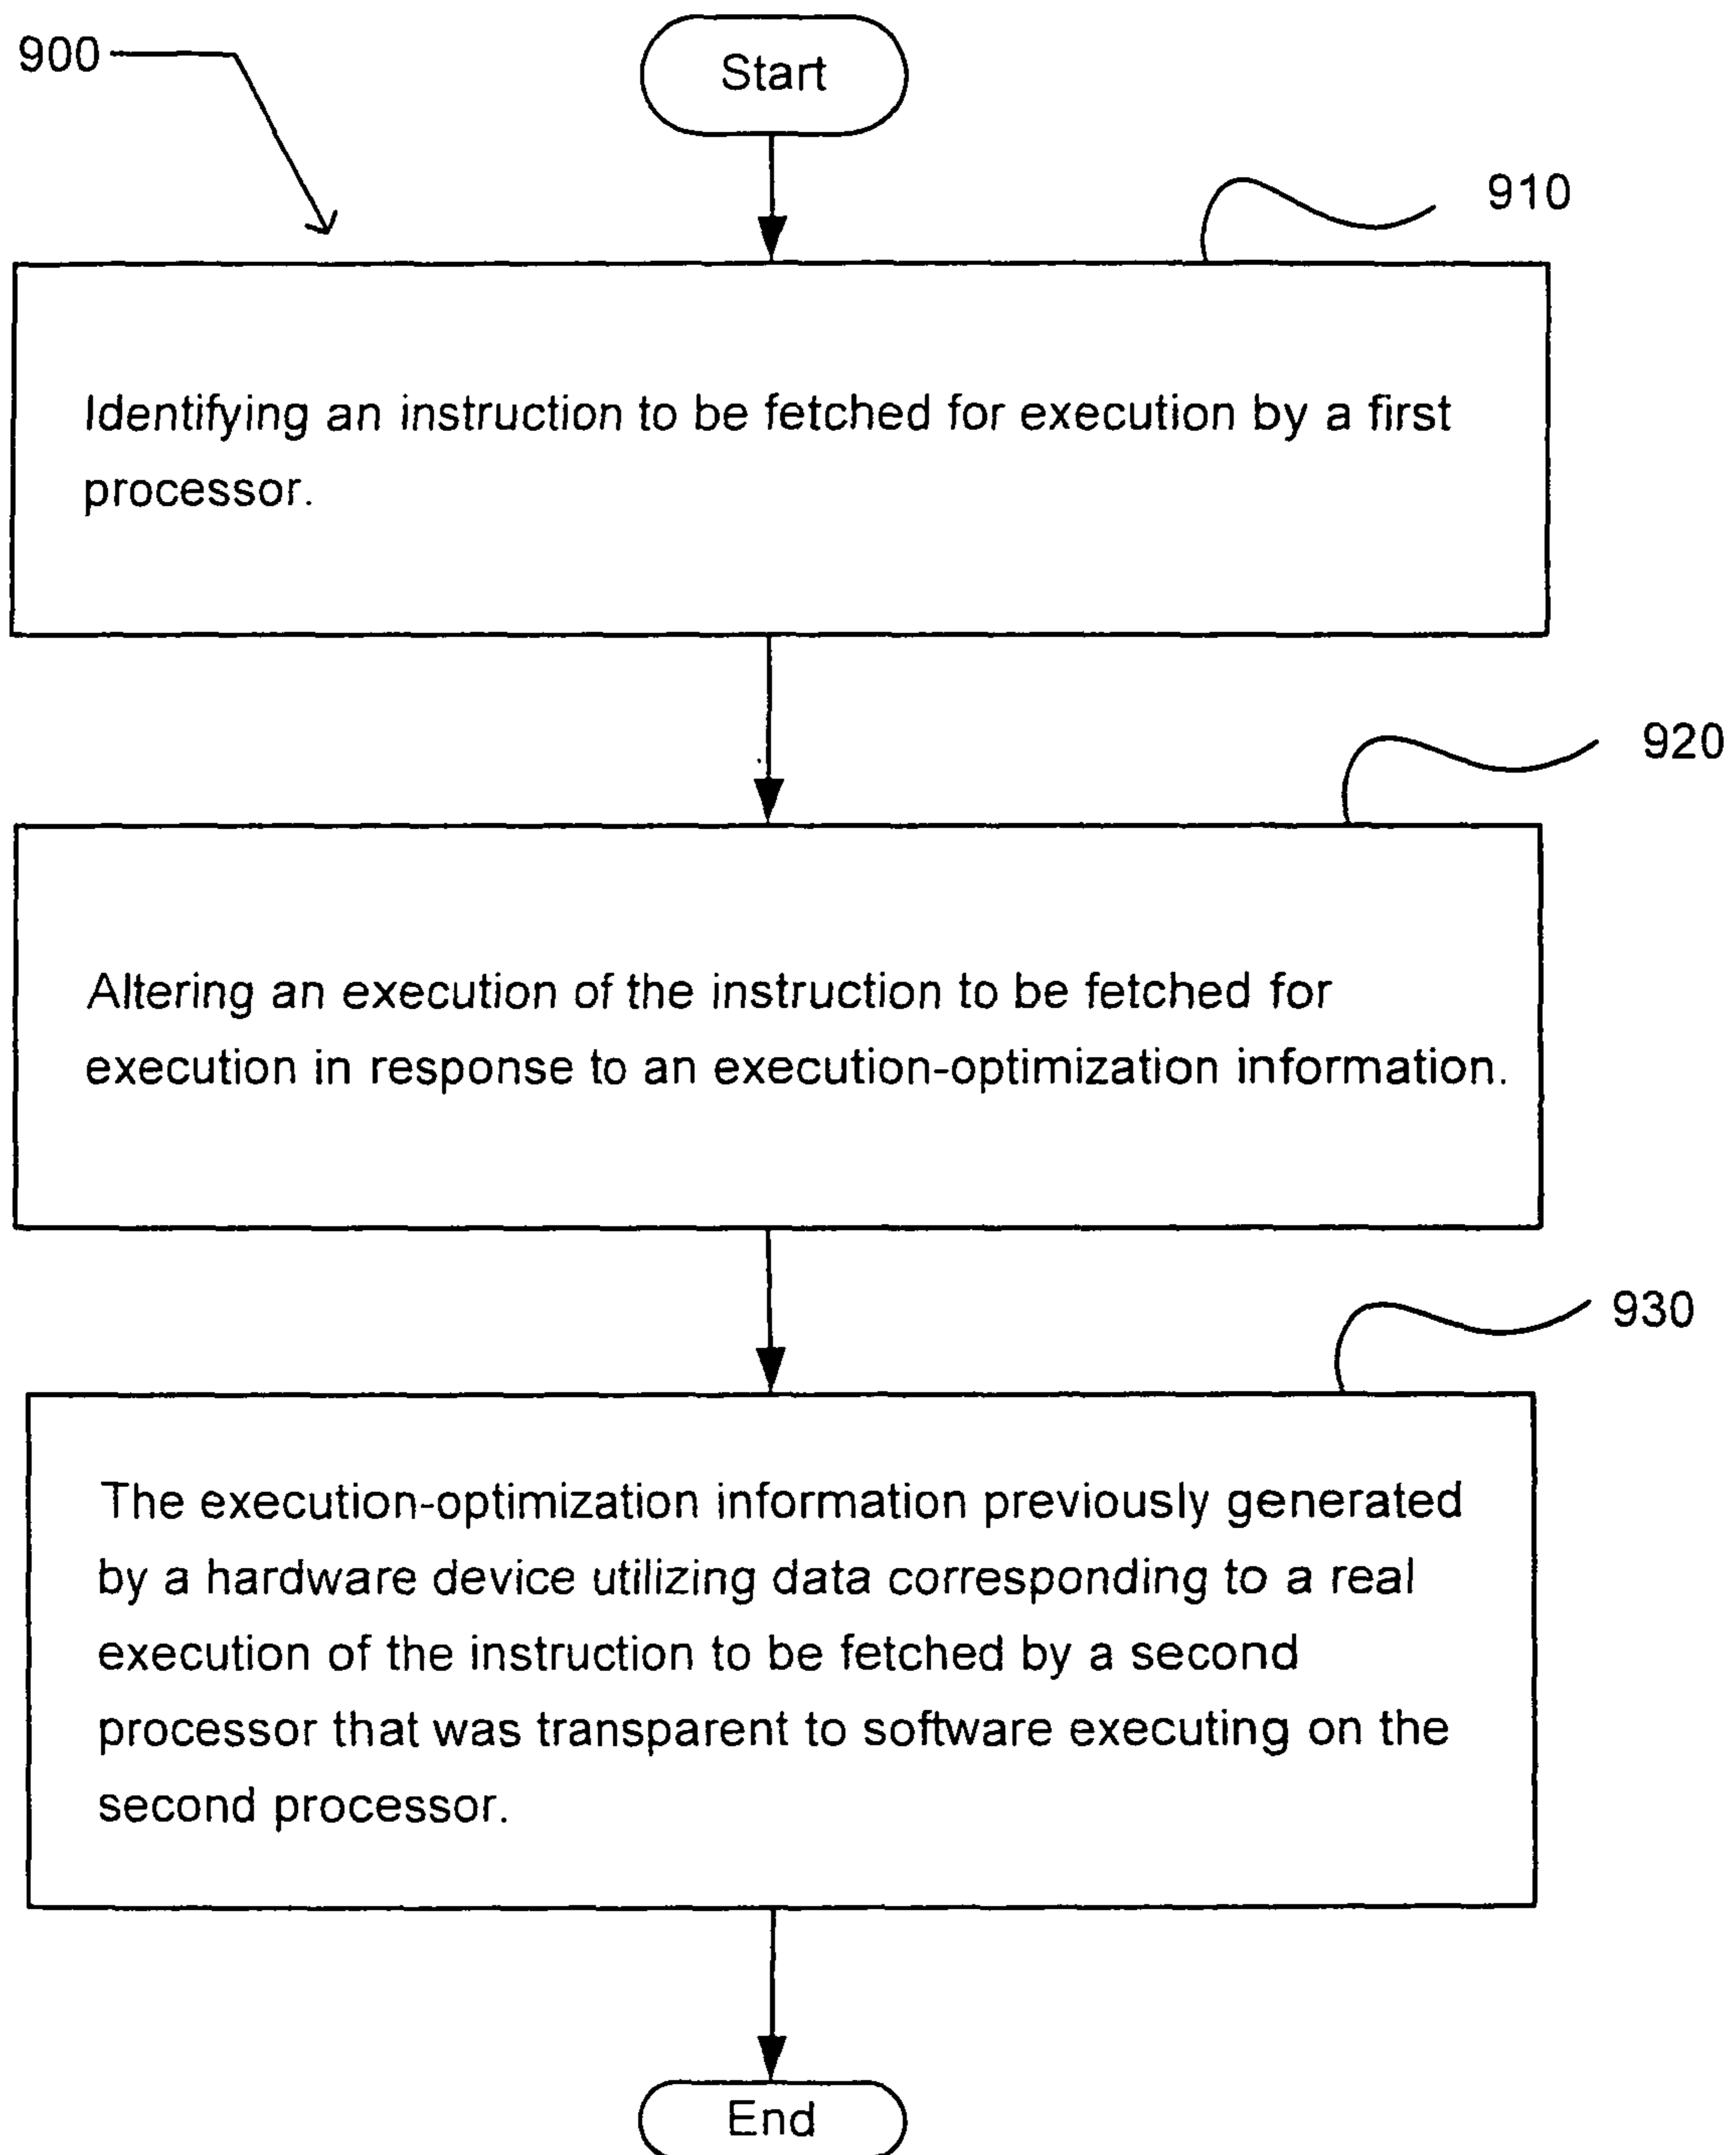 900
Start
910
Identifying an instruction to be fetched for execution by a first
processor.
920
Altering an execution of the instruction to be fetched for
execution in response to an execution-optimization information.
930
The execution-optimization information previously generated
by a hardware device utilizing data corresponding to a real
execution of the instruction to be fetched by a second
processor that was transparent to software executing on the
second processor.
End